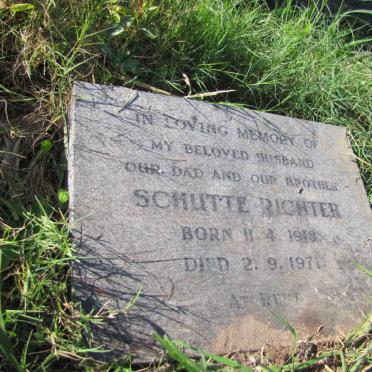 IN LOVING MEMORY OF
MY BELOVED HUSBAND
OUR DAD AND OUR BROTHER
SCHUTTE RICHTER
BORN 11. 4. 1918
DIED 2. 9. 1971
AT REST